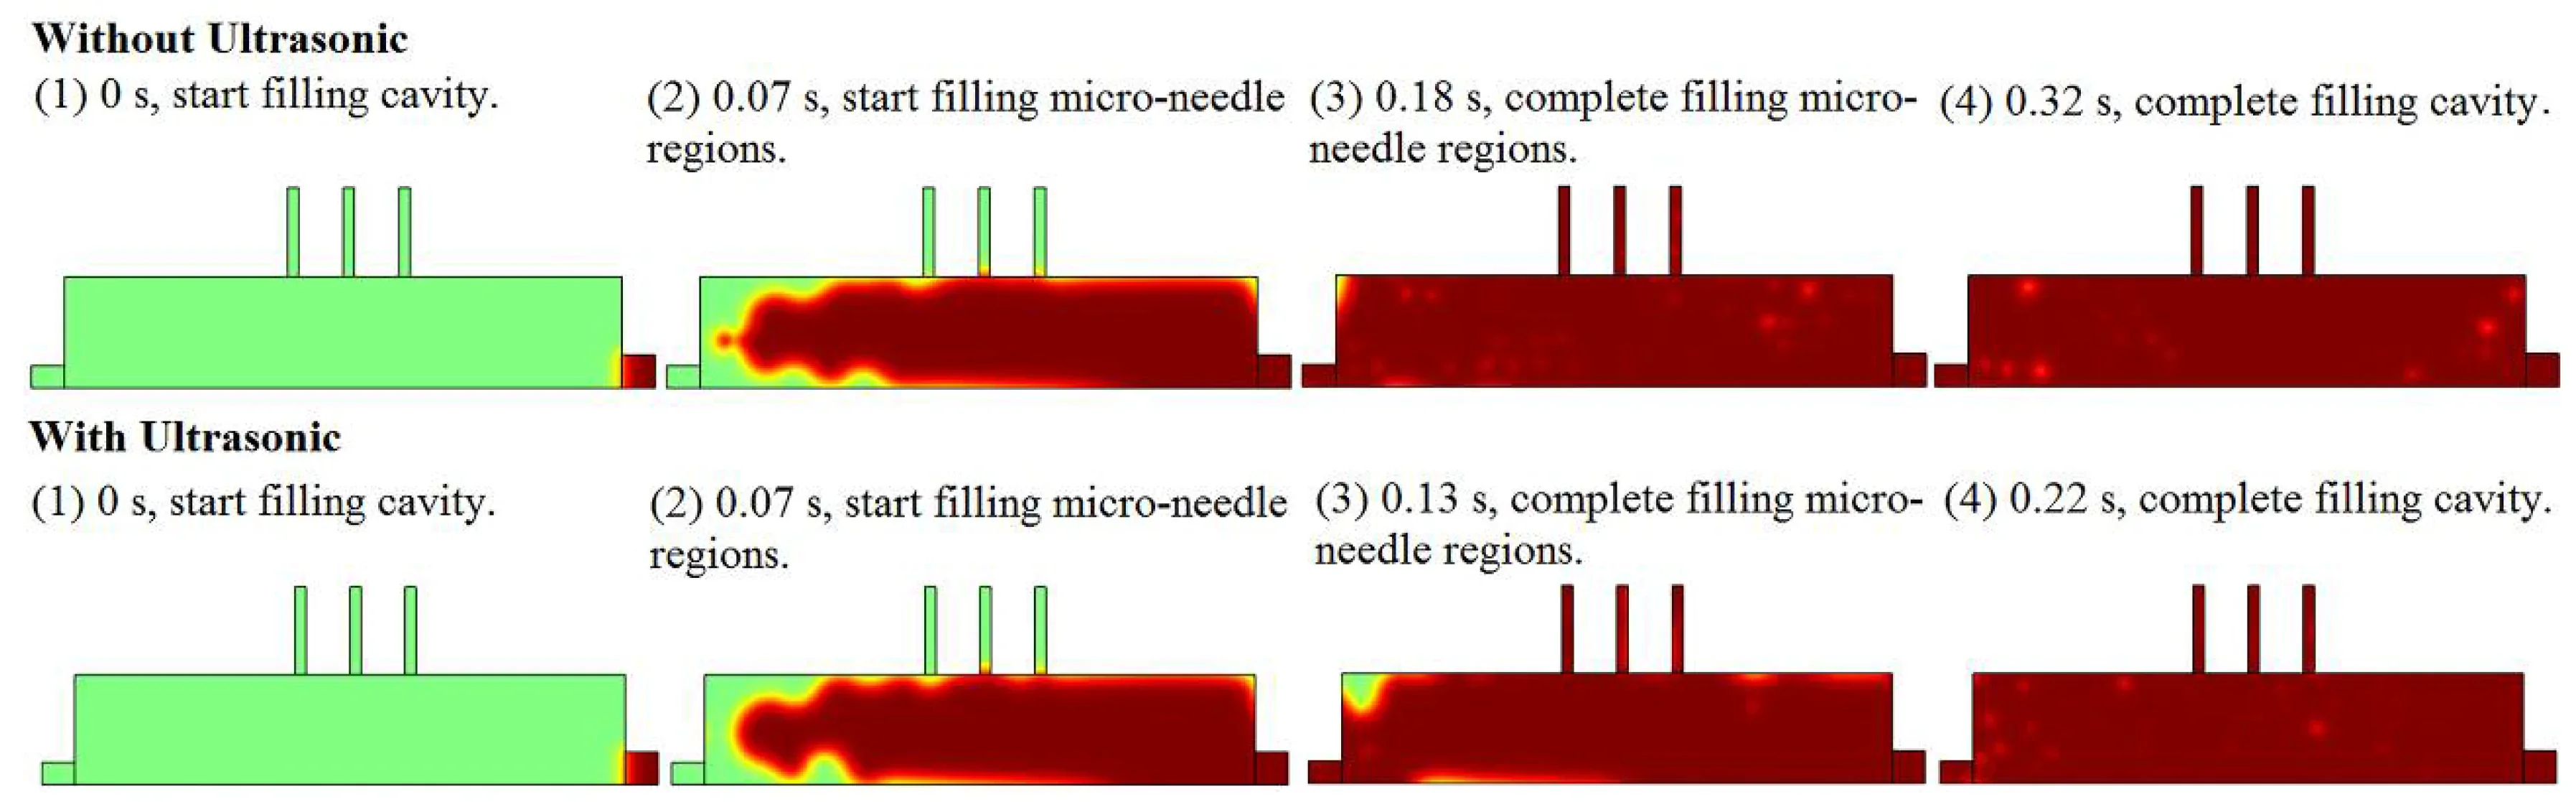 Without Ultrasonic
(1) 0 s, start filling cavity.
(2) 0.07 s, start filling micro-needle
regions.
(3) 0.18 s, complete filling micro-
needle regions.
(4) 0.32 s, complete filling cavity.
With Ultrasonic
(1) 0 s, start filling cavity.
(2) 0.07 s, start filling micro-needle
regions.
(3) 0.13 s, complete filling micro-
needle regions.
(4) 0.22 s, complete filling cavity.